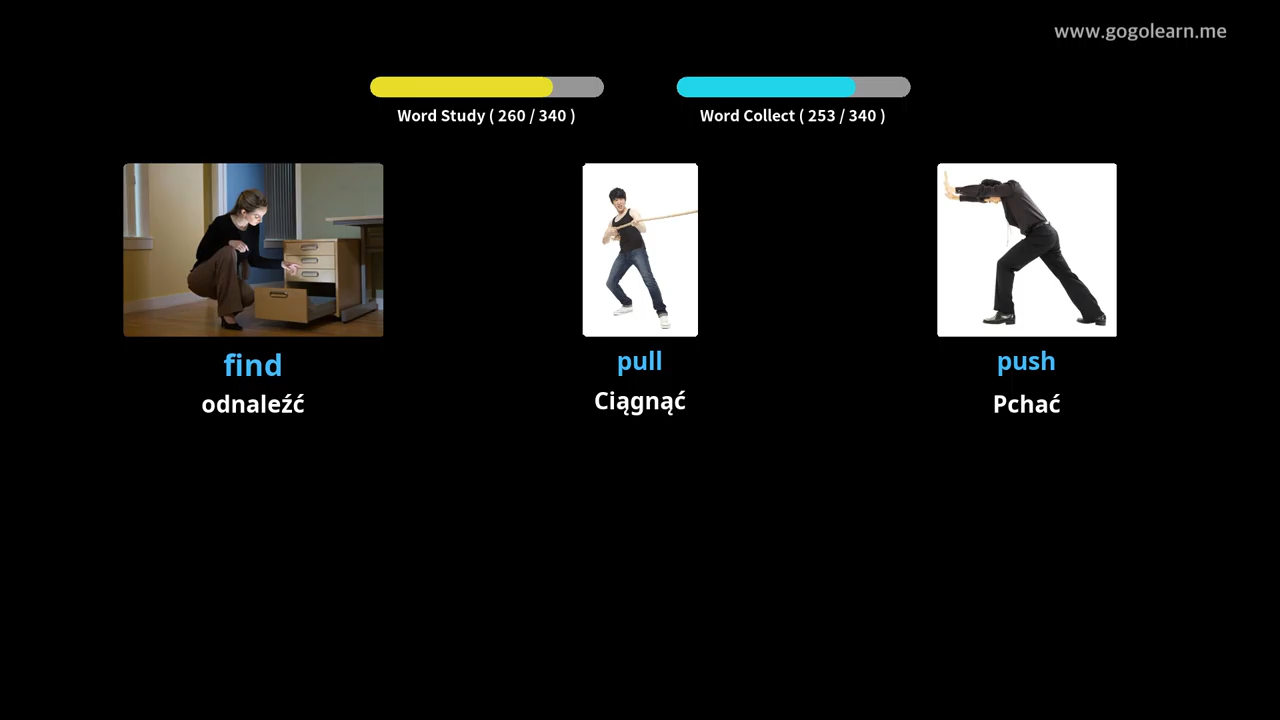 www.gogolearn.me
Word Study ( 260 / 340 )
Word Collect ( 253 / 340 )
find
odnaleźć
pull
Ciągnąć
push
Pchać